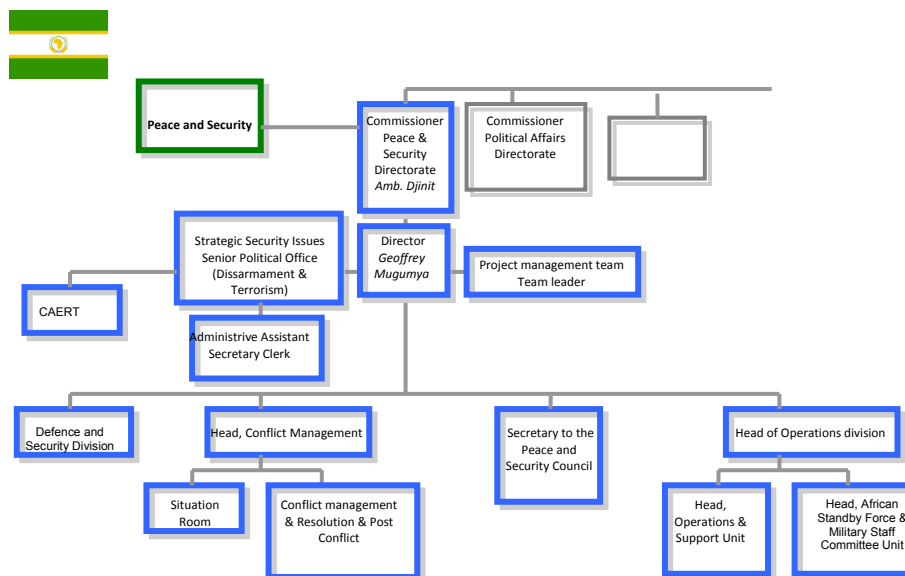 Peace and Security
Commissioner
Peace &
Security
Directorate
Amb. Djinit
Commissioner
Political Affairs
Directorate
Strategic Security Issues
Senior Political Office
(Dissarmament &
Terrorism)
Director
Geoffrey
Mugumya
Project management team
Team leader
CAERT
Administrive Assistant
Secretary Clerk
Defence and
Security Division
Head, Conflict Management
Secretary to the
Peace and
Security Council
Head of Operations division
Situation
Room
Conflict management
& Resolution & Post
Conflict
Head,
Operations &
Support Unit
Head, African
Standby Force &
Military Staff
Committee Unit